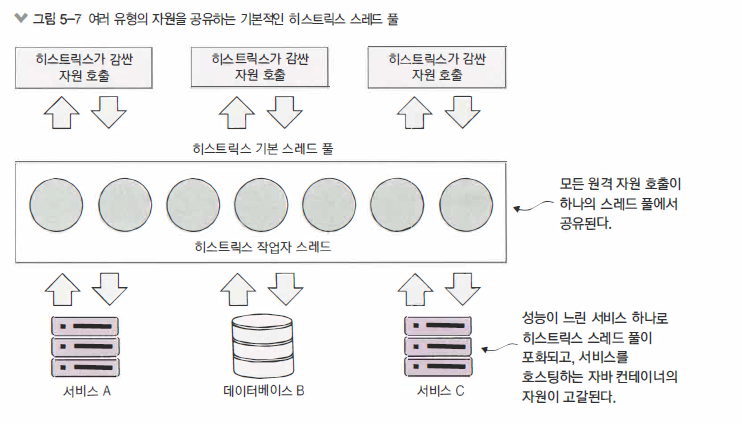 그림 5-7 여러 유형의 자원을 공유하는 기본적인 히스트릭스 스레드 풀
히스트릭스가 감싼
자원 호출
히스트릭스가 감싼
자원 호출
히스트릭스가 감싼
자원 호출
히스트릭스 기본 스레드 풀
히스트릭스 작업자 스레드
모든 원격 자원 호출이
하나의 스레드 풀에서
공유된다.
서비스 A
데이터베이스 B
서비스 C
성능이 느린 서비스 하나로
히스트릭스 스레드 풀이
포화되고, 서비스를
호스팅하는 자바 컨테이너의
자원이 고갈된다.